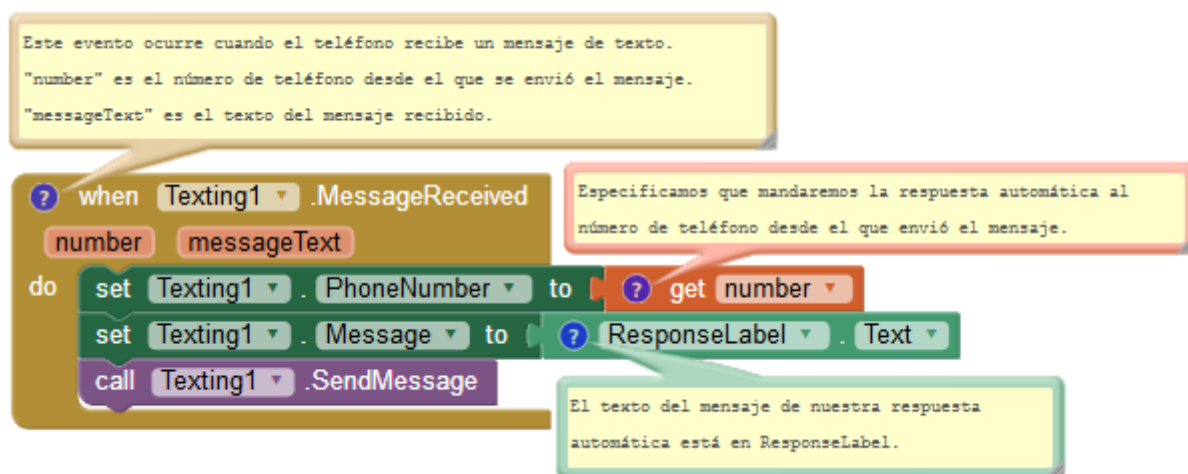 Este evento ocurre cuando el teléfono recibe un mensaje de texto.
"number" es el número de teléfono desde el que se envió el mensaje.
"messageText" es el texto del mensaje recibido.
? when Texting1 .MessageReceived
number messageText
Especificamos que mandaremos la respuesta automática al
número de teléfono desde el que envió el mensaje.
do set Texting1 . PhoneNumber to ? get number
set Texting1 . Message to ? ResponseLabel . Text
call Texting1 .SendMessage
El texto del mensaje de nuestra respuesta
automática está en ResponseLabel.